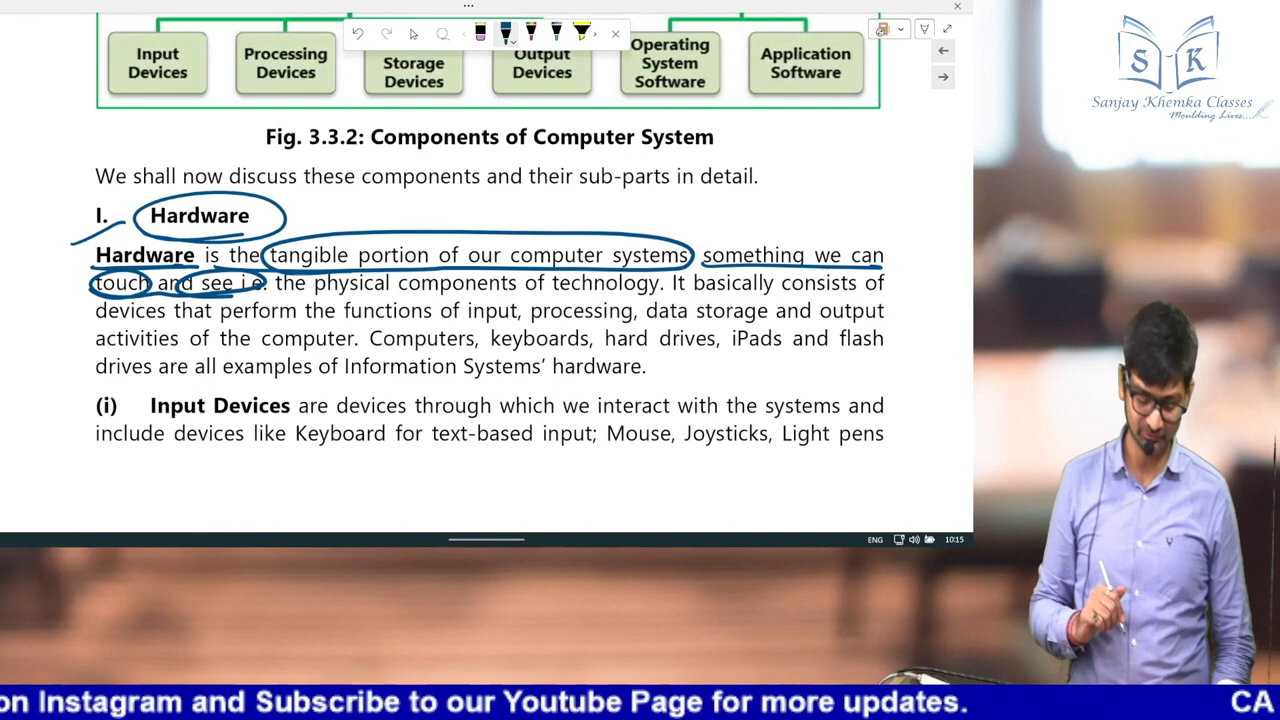 Input
Devices
Processing
Devices
Storage
Devices
Output
Devices
Operating
System
Software
Application
Software
S K
Sanjay Khemka Classes
Moulding Lives...
Fig. 3.3.2: Components of Computer System
We shall now discuss these components and their sub-parts in detail.
I. Hardware
Hardware is the tangible portion of our computer systems something we can
touch and see i.e. the physical components of technology. It basically consists of
devices that perform the functions of input, processing, data storage and output
activities of the computer. Computers, keyboards, hard drives, iPads and flash
drives are all examples of Information Systems’ hardware.
(i) Input Devices are devices through which we interact with the systems and
include devices like Keyboard for text-based input; Mouse, Joysticks, Light pens
ENG 10:15
on Instagram and Subscribe to our Youtube Page for more updates. CA